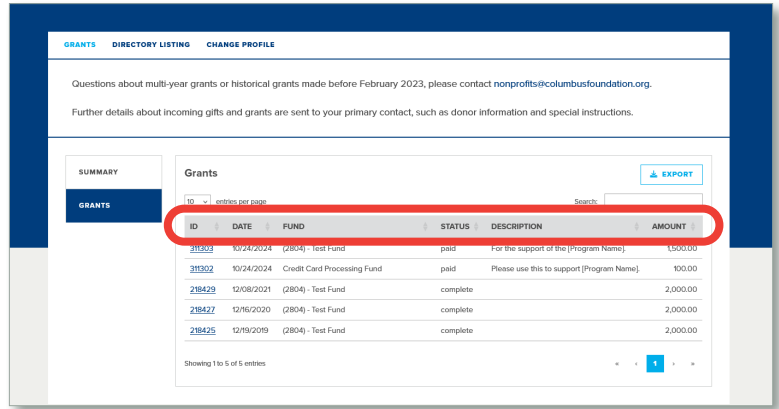 GRANTS DIRECTORY LISTING CHANGE PROFILE
Questions about multi-year grants or historical grants made before February 2023, please contact nonprofits@columbusfoundation.org.
Further details about incoming gifts and grants are sent to your primary contact, such as donor information and special instructions.
SUMMARY
GRANTS
Grants
EXPORT
10 entries per page
Search:
ID DATE FUND STATUS DESCRIPTION AMOUNT
311303 10/24/2024 (2804) - Test Fund paid For the support of the [Program Name]. 1,500.00
311302 10/24/2024 Credit Card Processing Fund paid Please use this to support [Program Name]. 100.00
218429 12/08/2021 (2804) - Test Fund complete 2,000.00
218427 12/16/2020 (2804) - Test Fund complete 2,000.00
218425 12/19/2019 (2804) - Test Fund complete 2,000.00
Showing 1 to 5 of 5 entries
« ‹ 1 › »